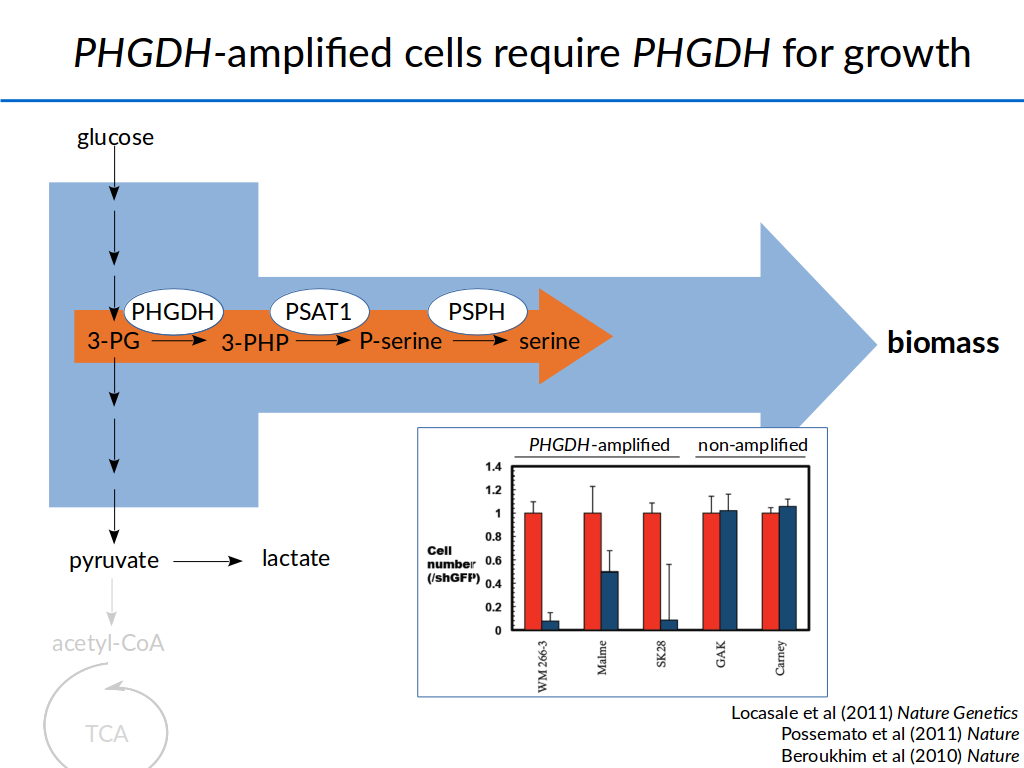 PHGDH-amplified cells require PHGDH for growth
glucose
PHGDH PSAT1 PSPH
3-PG 3-PHP P-serine serine
biomass
PHGDH-amplified non-amplified
1.4
1.2
1
0.8
0.6
0.4
0.2
0
Cell
number
(/shGFP)
WM 266-3 Malme SK28 GAK Carney
pyruvate lactate
acetyl-CoA
TCA
Locasale et al (2011) Nature Genetics
Possemato et al (2011) Nature
Beroukhim et al (2010) Nature